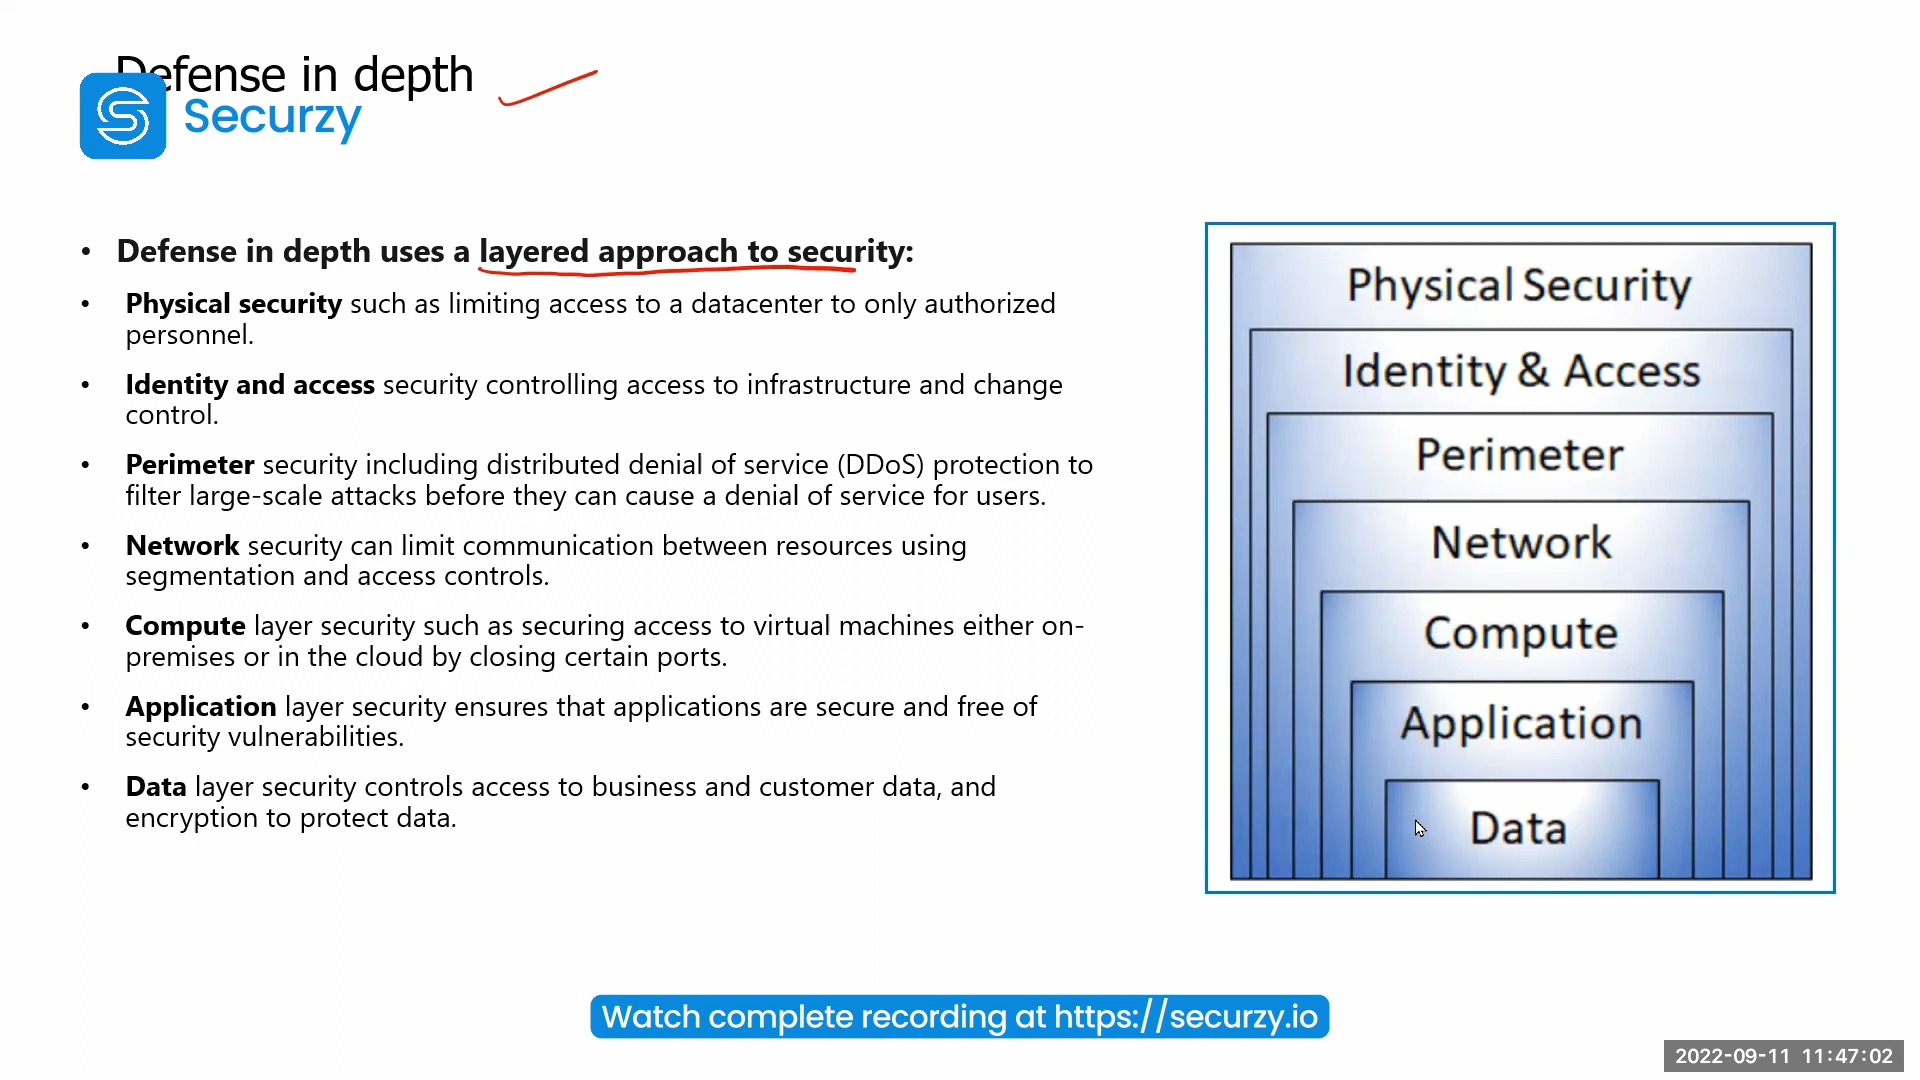 Defense in depth
Securzy
• Defense in depth uses a layered approach to security:
• Physical security such as limiting access to a datacenter to only authorized
personnel.
• Identity and access security controlling access to infrastructure and change
control.
• Perimeter security including distributed denial of service (DDoS) protection to
filter large-scale attacks before they can cause a denial of service for users.
• Network security can limit communication between resources using
segmentation and access controls.
• Compute layer security such as securing access to virtual machines either on-
premises or in the cloud by closing certain ports.
• Application layer security ensures that applications are secure and free of
security vulnerabilities.
• Data layer security controls access to business and customer data, and
encryption to protect data.
Physical Security
Identity & Access
Perimeter
Network
Compute
Application
Data
Watch complete recording at https://securzy.io
2022-09-11 11:47:02